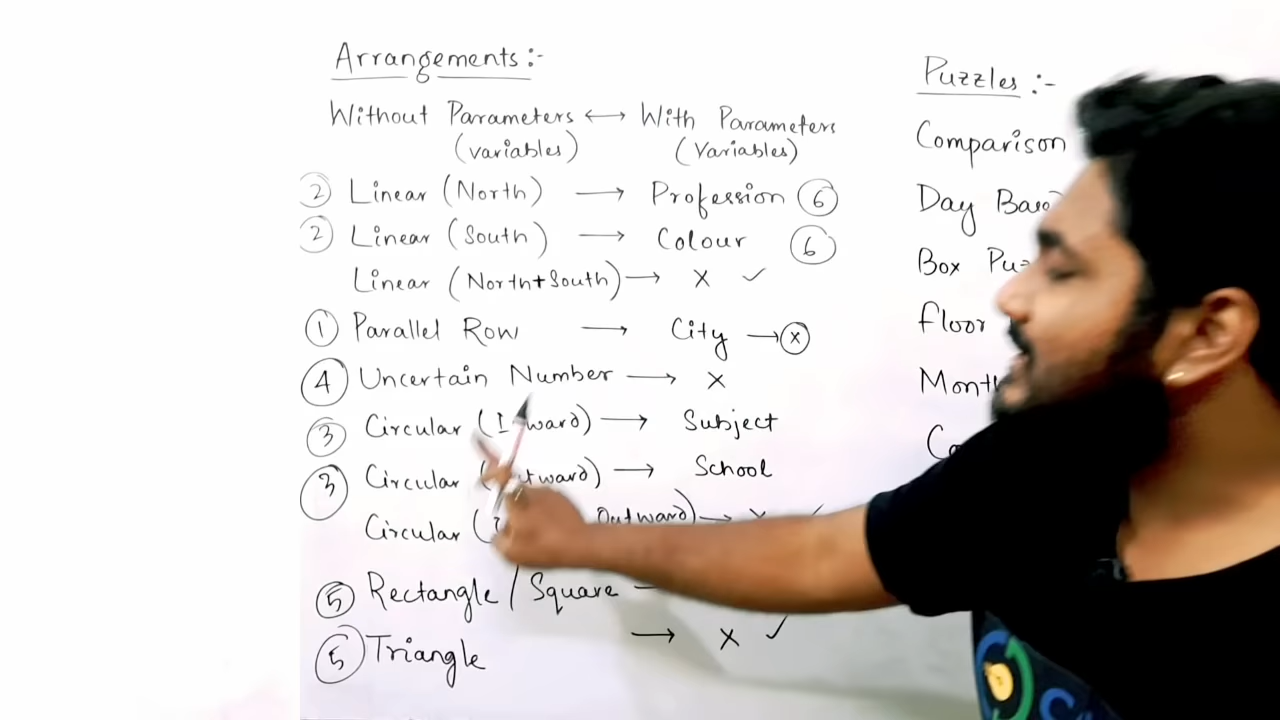 Arrangements :-
Without Parameters ←→ With Parameters
(variables) (Variables)
② Linear (North) → Profession ⑥
② Linear (South) → Colour ⑥
Linear (North+South) → X ✓
① Parallel Row → City → ⓧ
④ Uncertain Number → X
③ Circular (Inward) → Subject
③ Circular (Outward) → School
Circular ( Outward) → X ✓
⑤ Rectangle / Square
→ X ✓
⑤ Triangle
Puzzles :-
Comparison
Day
Box
Floor